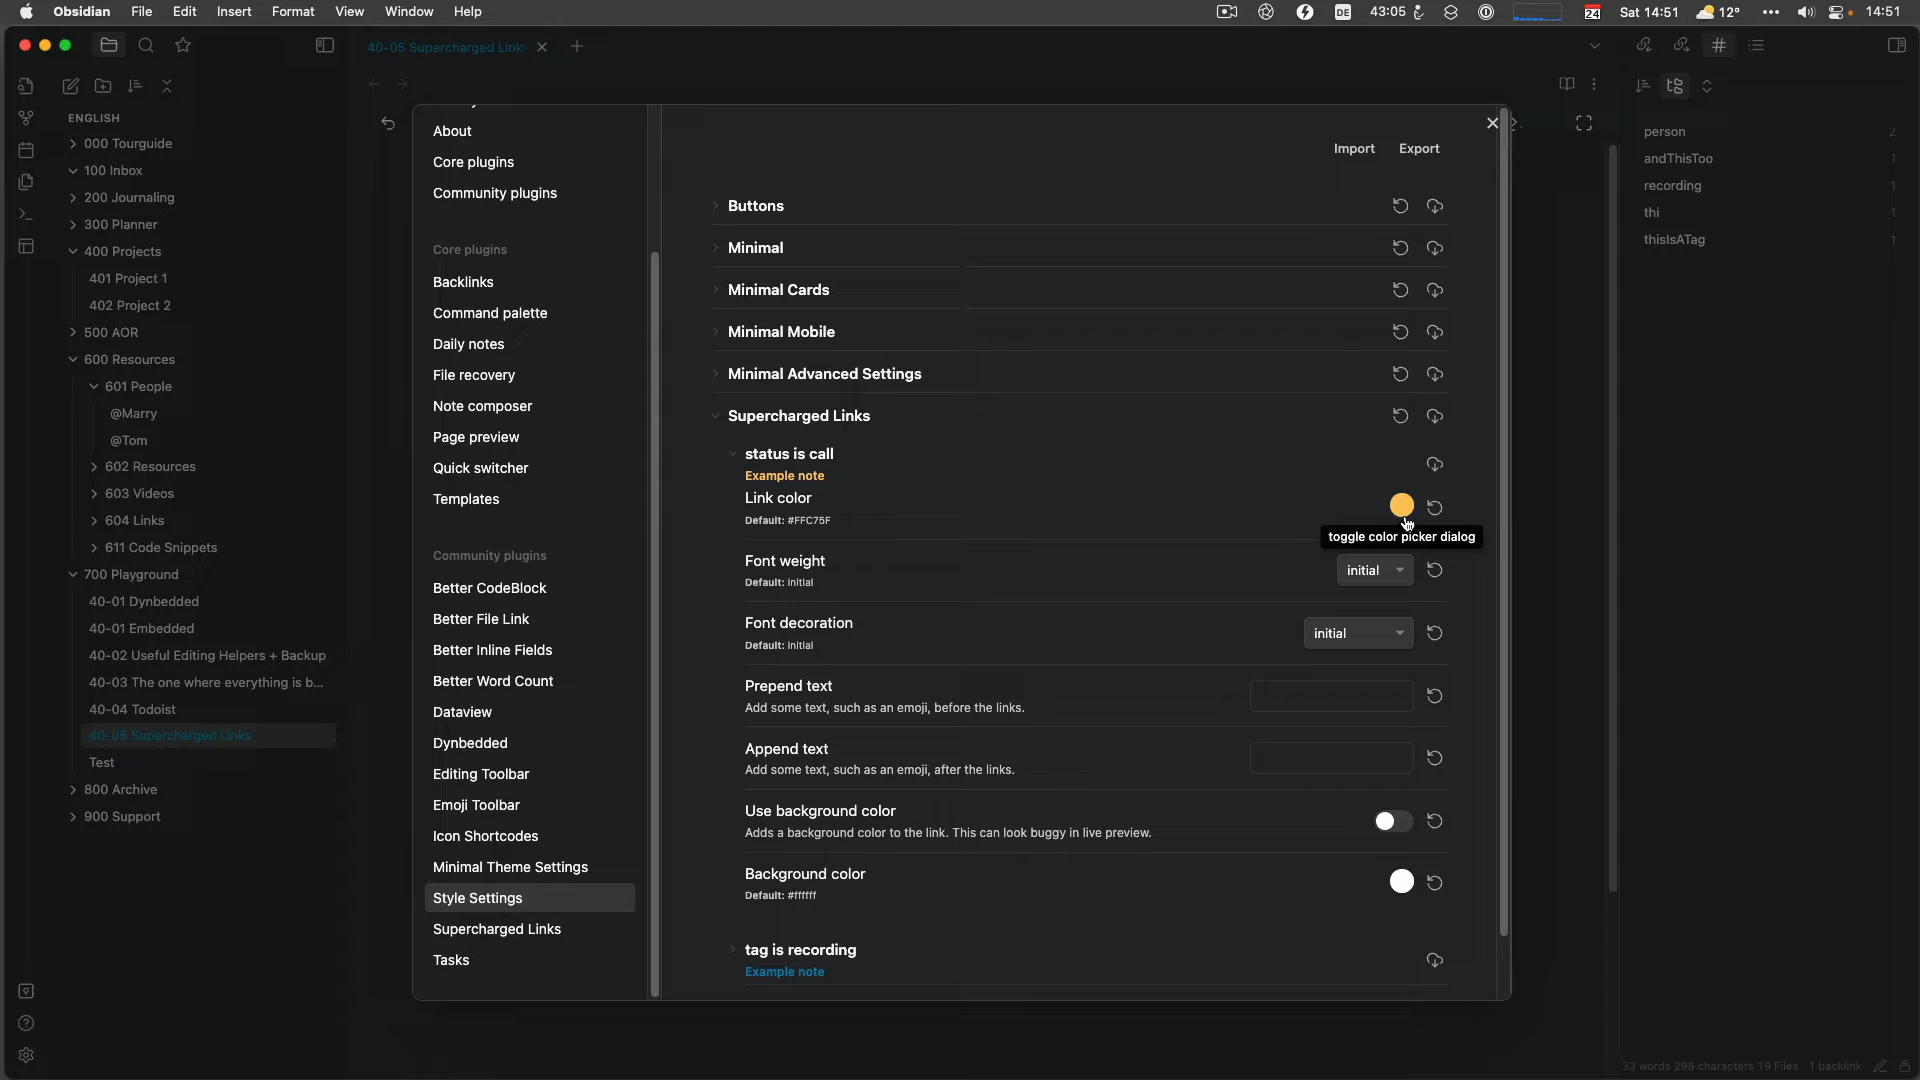 Obsidian File Edit Insert Format View Window Help
DE 43:05 24 Sat 14:51 12° 14:51
40-05 Supercharged Link
ENGLISH
000 Tourguide
100 Inbox
200 Journaling
300 Planner
400 Projects
401 Project 1
402 Project 2
500 AOR
600 Resources
601 People
@Marry
@Tom
602 Resources
603 Videos
604 Links
611 Code Snippets
700 Playground
40-01 Dynbedded
40-01 Embedded
40-02 Useful Editing Helpers + Backup
40-03 The one where everything is b...
40-04 Todoist
40-05 Supercharged Links
Test
800 Archive
900 Support
About
Core plugins
Community plugins
Core plugins
Backlinks
Command palette
Daily notes
File recovery
Note composer
Page preview
Quick switcher
Templates
Community plugins
Better CodeBlock
Better File Link
Better Inline Fields
Better Word Count
Dataview
Dynbedded
Editing Toolbar
Emoji Toolbar
Icon Shortcodes
Minimal Theme Settings
Style Settings
Supercharged Links
Tasks
Import Export
Buttons
Minimal
Minimal Cards
Minimal Mobile
Minimal Advanced Settings
Supercharged Links
status is call
Example note
Link color
Default: #FFC75F
toggle color picker dialog
Font weight
Default: initial
initial
Font decoration
Default: initial
initial
Prepend text
Add some text, such as an emoji, before the links.
Append text
Add some text, such as an emoji, after the links.
Use background color
Adds a background color to the link. This can look buggy in live preview.
Background color
Default: #ffffff
tag is recording
Example note
person 2
andThisToo 1
recording 1
thi 1
thisIsATag 1
33 words 298 characters 19 Files 1 backlink